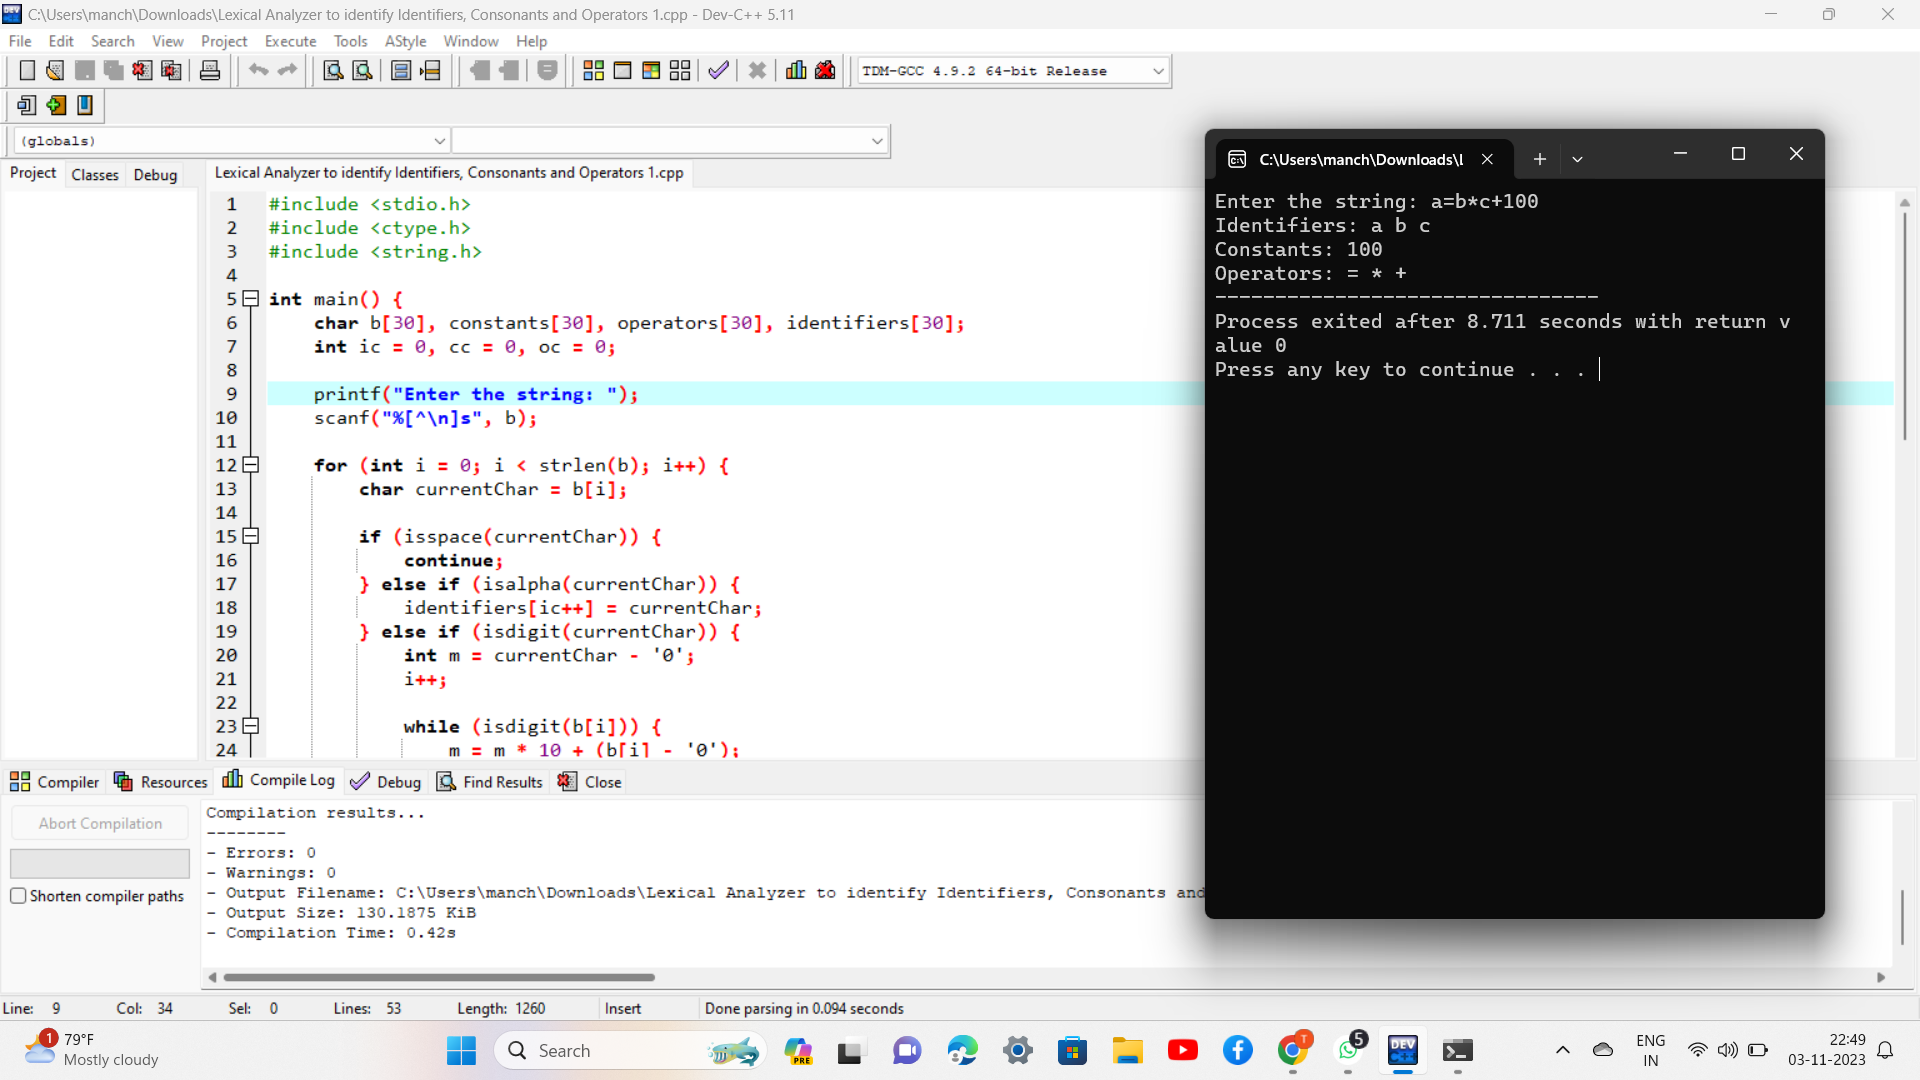 C:\Users\manch\Downloads\Lexical Analyzer to identify Identifiers, Consonants and Operators 1.cpp - Dev-C++ 5.11
File Edit Search View Project Execute Tools AStyle Window Help
TDM-GCC 4.9.2 64-bit Release
(globals)
Project Classes Debug
Lexical Analyzer to identify Identifiers, Consonants and Operators 1.cpp
1 #include <stdio.h>
2 #include <ctype.h>
3 #include <string.h>
4
5 int main() {
6 char b[30], constants[30], operators[30], identifiers[30];
7 int ic = 0, cc = 0, oc = 0;
8
9 printf("Enter the string: ");
10 scanf("%[^\n]s", b);
11
12 for (int i = 0; i < strlen(b); i++) {
13 char currentChar = b[i];
14
15 if (isspace(currentChar)) {
16 continue;
17 } else if (isalpha(currentChar)) {
18 identifiers[ic++] = currentChar;
19 } else if (isdigit(currentChar)) {
20 int m = currentChar - '0';
21 i++;
22
23 while (isdigit(b[i])) {
24 m = m * 10 + (b[i] - '0');
C:\Users\manch\Downloads\L
Enter the string: a=b*c+100
Identifiers: a b c
Constants: 100
Operators: = * +
--------------------------------
Process exited after 8.711 seconds with return v
alue 0
Press any key to continue . . .
Compiler Resources Compile Log Debug Find Results Close
Abort Compilation
Shorten compiler paths
Compilation results...
--------
- Errors: 0
- Warnings: 0
- Output Filename: C:\Users\manch\Downloads\Lexical Analyzer to identify Identifiers, Consonants and
- Output Size: 130.1875 KiB
- Compilation Time: 0.42s
Line: 9 Col: 34 Sel: 0 Lines: 53 Length: 1260 Insert Done parsing in 0.094 seconds
1
79°F
Mostly cloudy
Search
PRE
T
5
DEV
C++
ENG
IN
22:49
03-11-2023